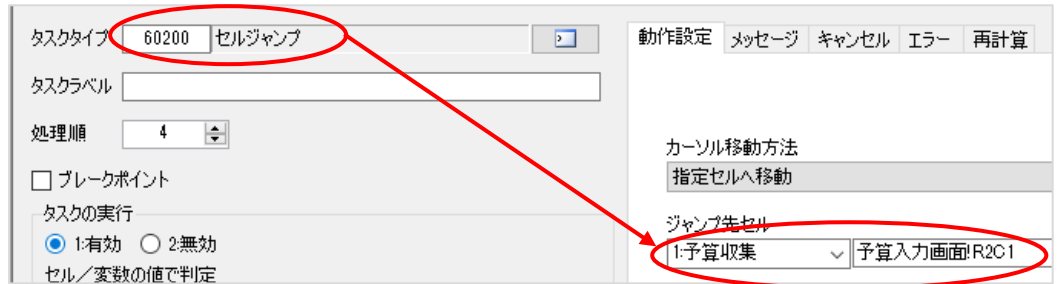 タスクタイプ 60200 セルジャンプ
タスクラベル
処理順 4
ブレークポイント
タスクの実行
1:有効 2:無効
セル／変数の値で判定
動作設定 メッセージ キャンセル エラー 再計算
カーソル移動方法
指定セルへ移動
ジャンプ先セル
1:予算収集 予算入力画面!R2C1